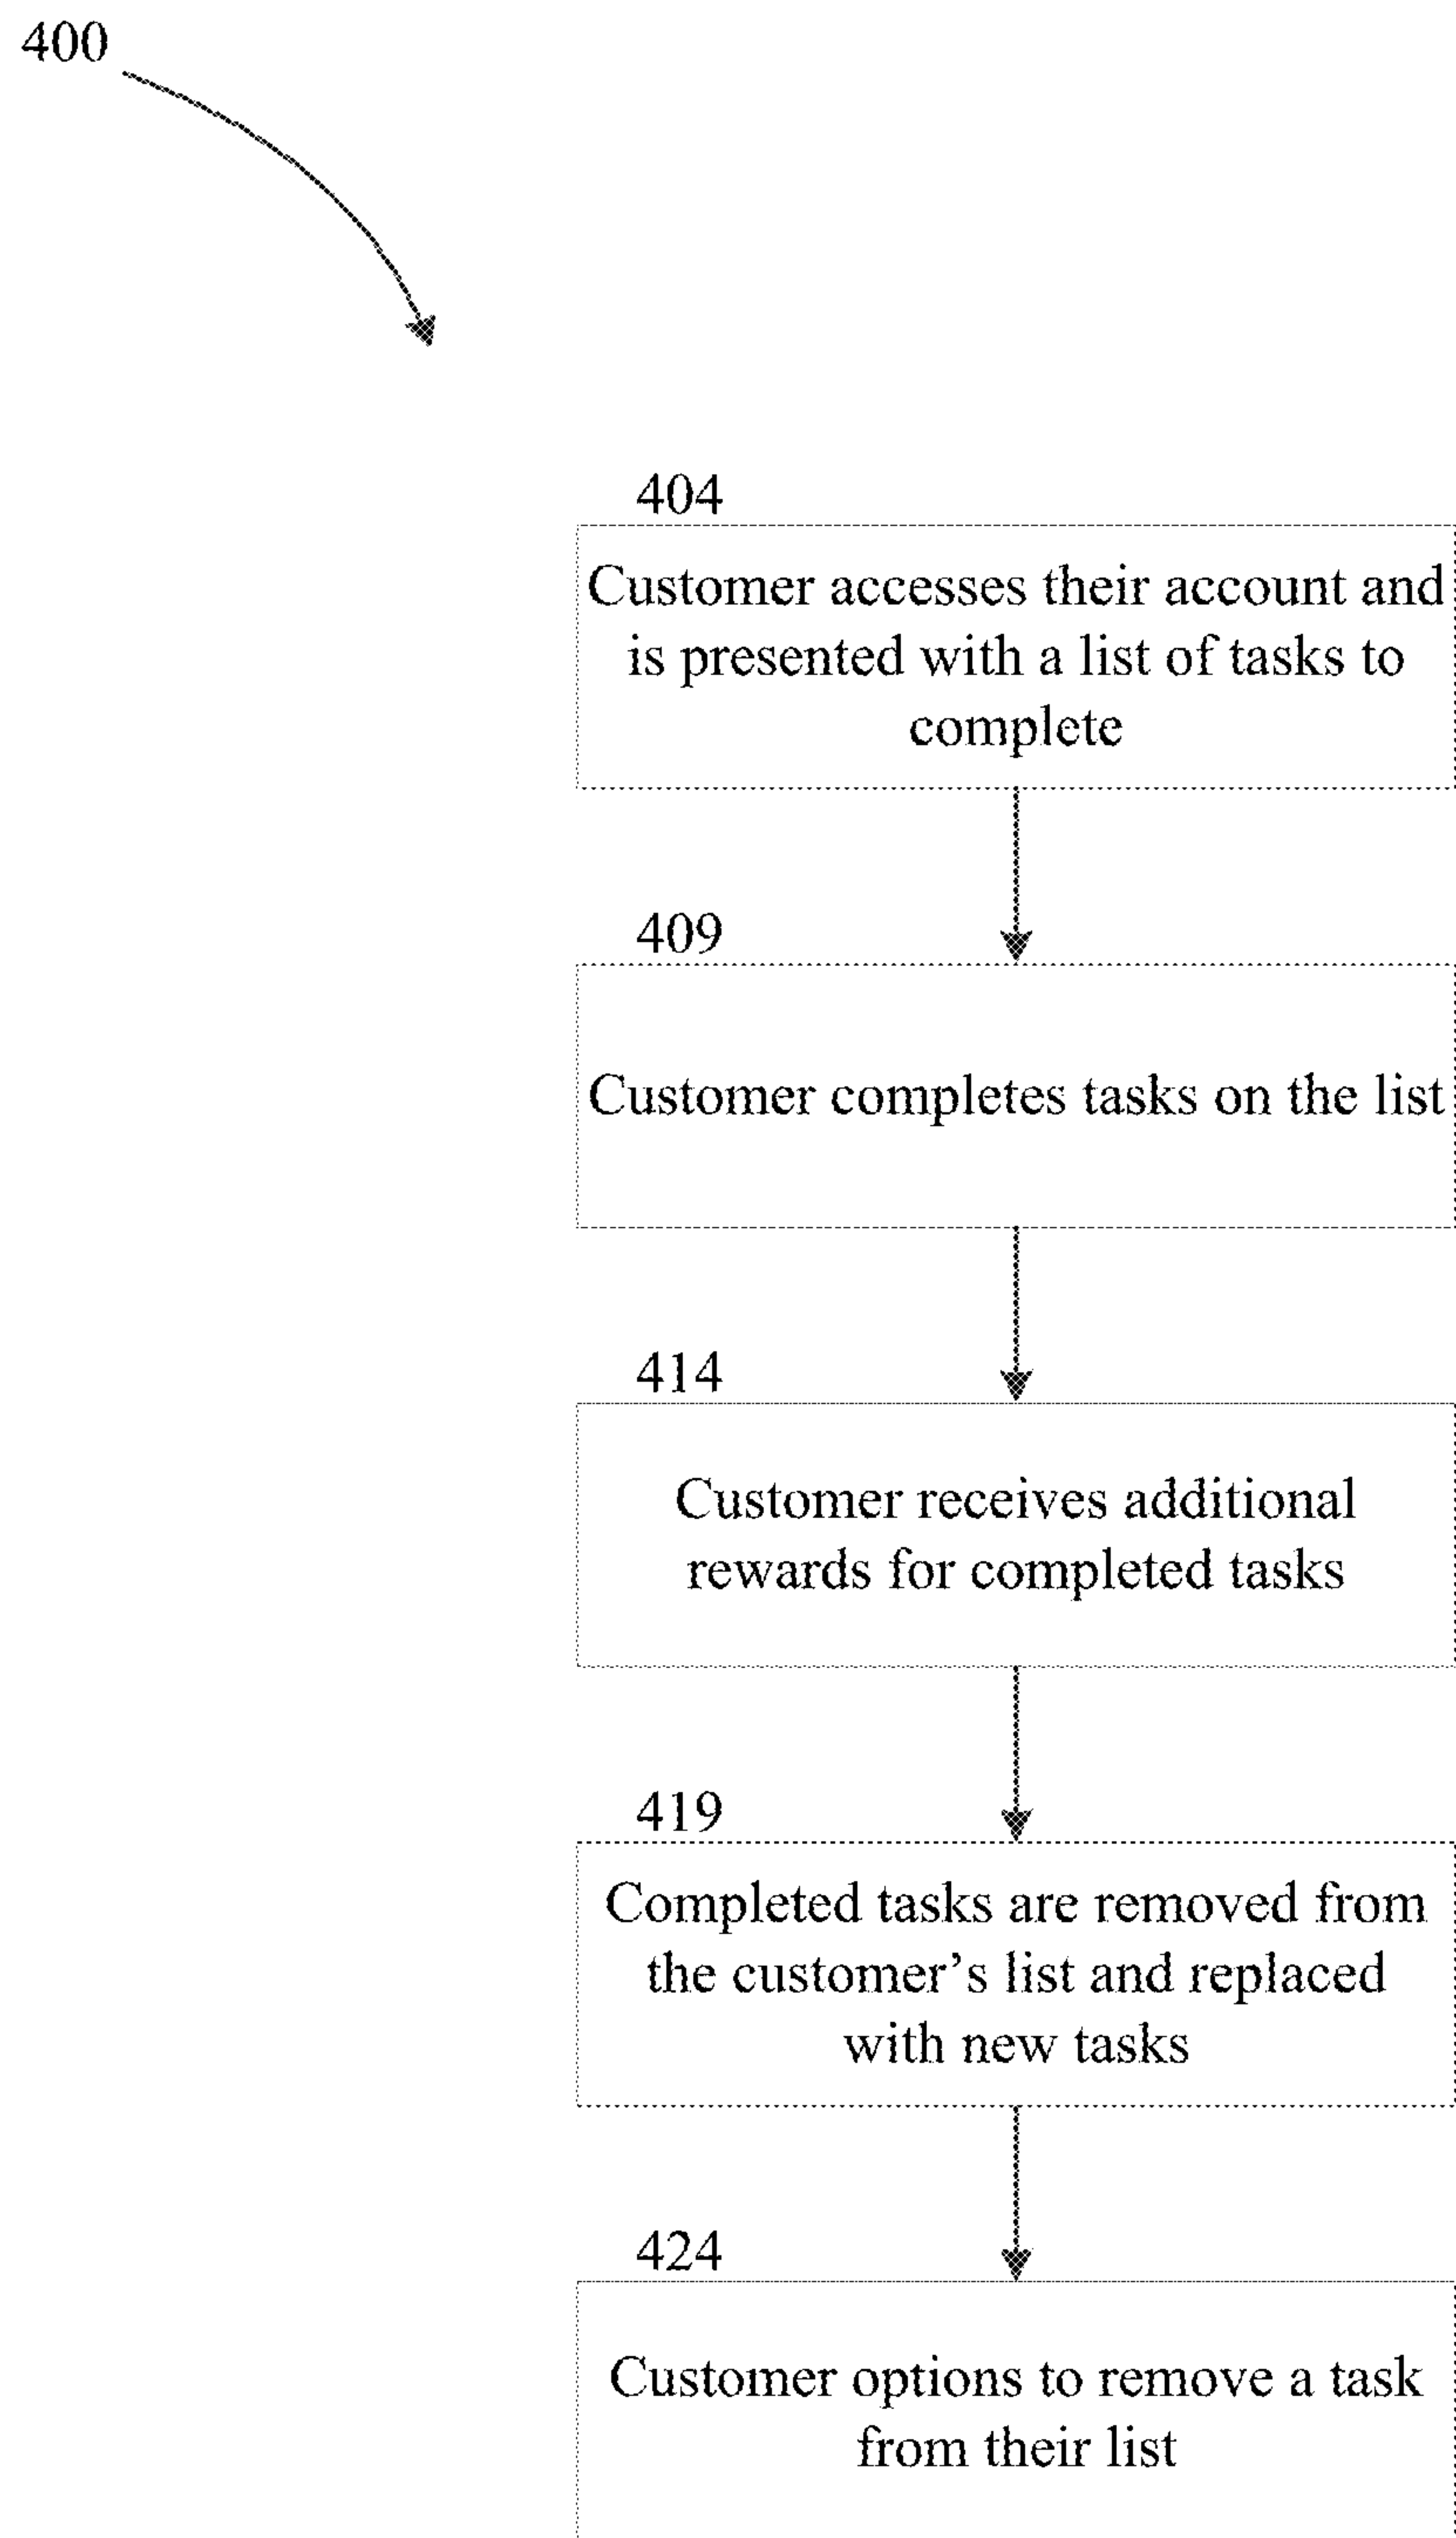 400
404
Customer accesses their account and
is presented with a list of tasks to
complete
409
Customer completes tasks on the list
414
Customer receives additional
rewards for completed tasks
419
Completed tasks are removed from
the customer’s list and replaced
with new tasks
424
Customer options to remove a task
from their list